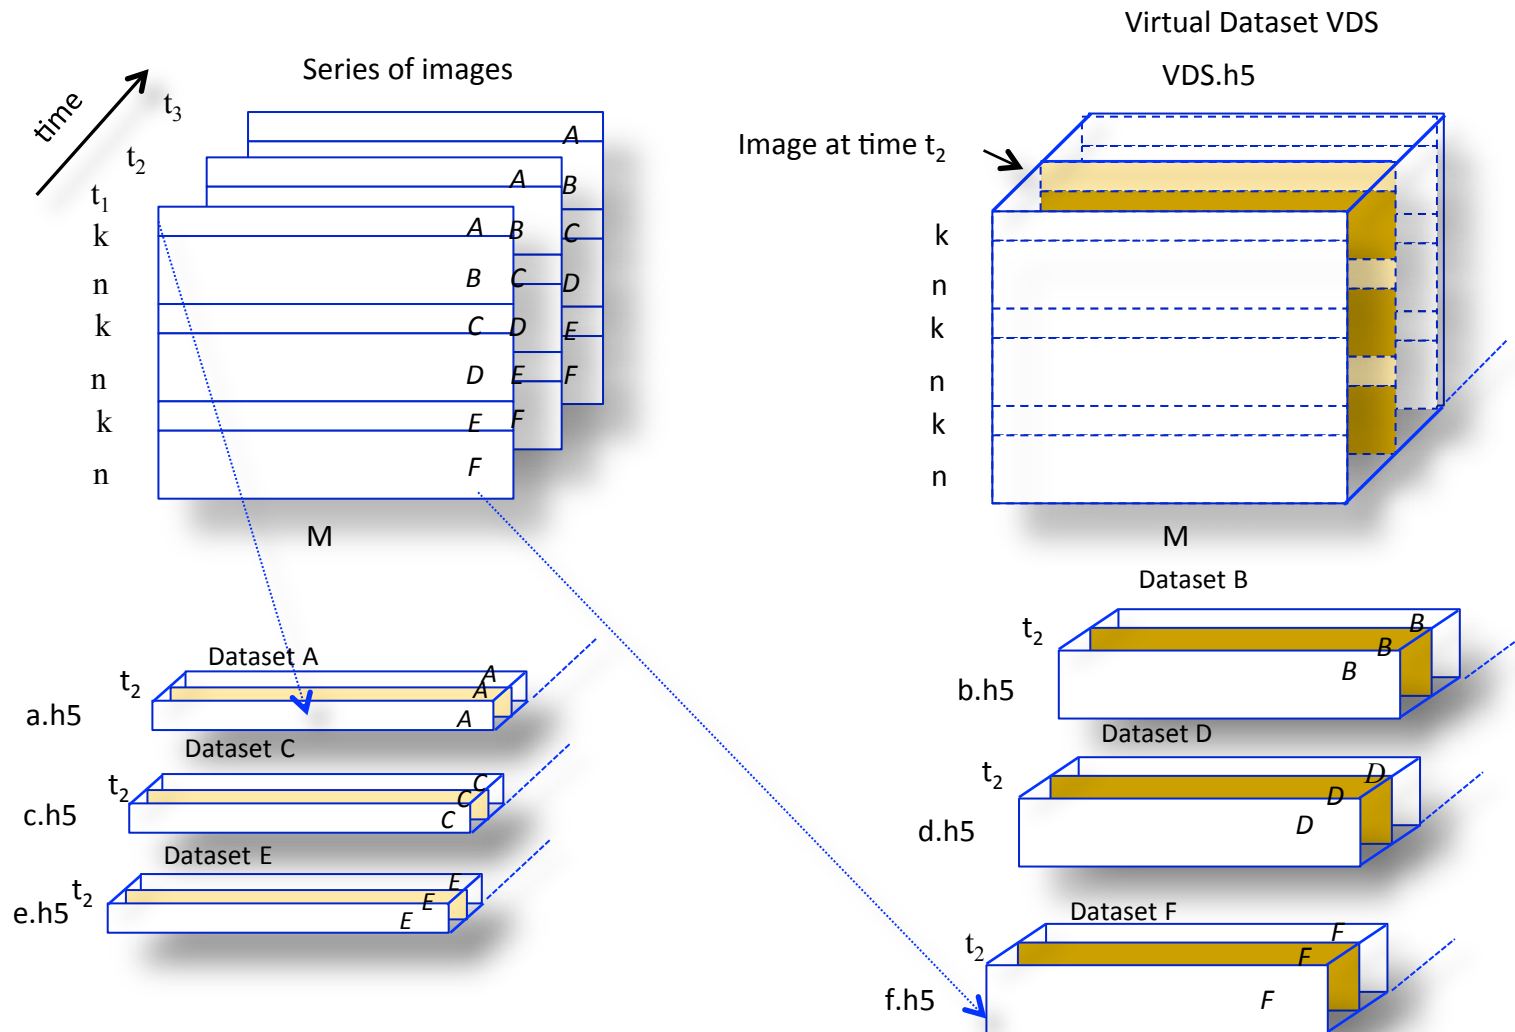 Virtual Dataset VDS
VDS.h5
Series of images
time
t3
t2
t1
A
A
B
A
B
C
B
C
D
C
D
E
D
E
F
E
F
F
k
n
k
n
k
n
M
Image at time t2
k
n
k
n
k
n
M
Dataset A
t2
a.h5
A
A
A
Dataset C
t2
c.h5
C
C
C
Dataset E
t2
e.h5
E
E
E
Dataset B
t2
b.h5
B
B
B
Dataset D
t2
d.h5
D
D
D
Dataset F
t2
f.h5
F
F
F